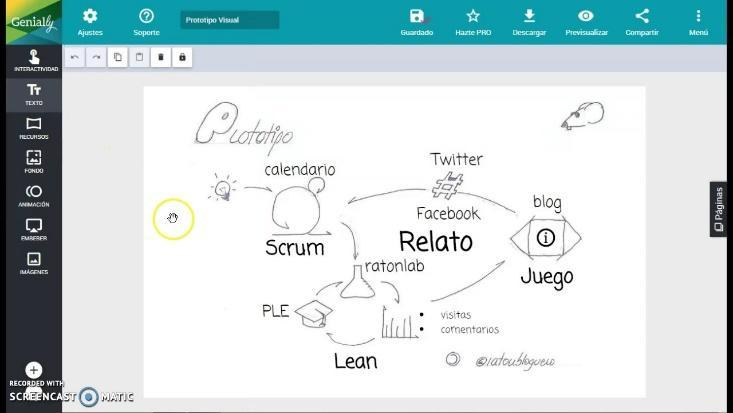 Genially
Ajustes
Soporte
Prototipo Visual
Guardado
Hazte PRO
Descargar
Previsualizar
Compartir
Menú
INTERACTIVIDAD
TEXTO
RECURSOS
FONDO
ANIMACIÓN
EMBEBER
IMÁGENES
Páginas
Prototipo
Twitter
calendario
#
Facebook
blog
Scrum
Relato
i
Juego
ratonlab
PLE
• visitas
• comentarios
Lean
@ratonbloguero
RECORDED WITH
SCREENCAST MATIC